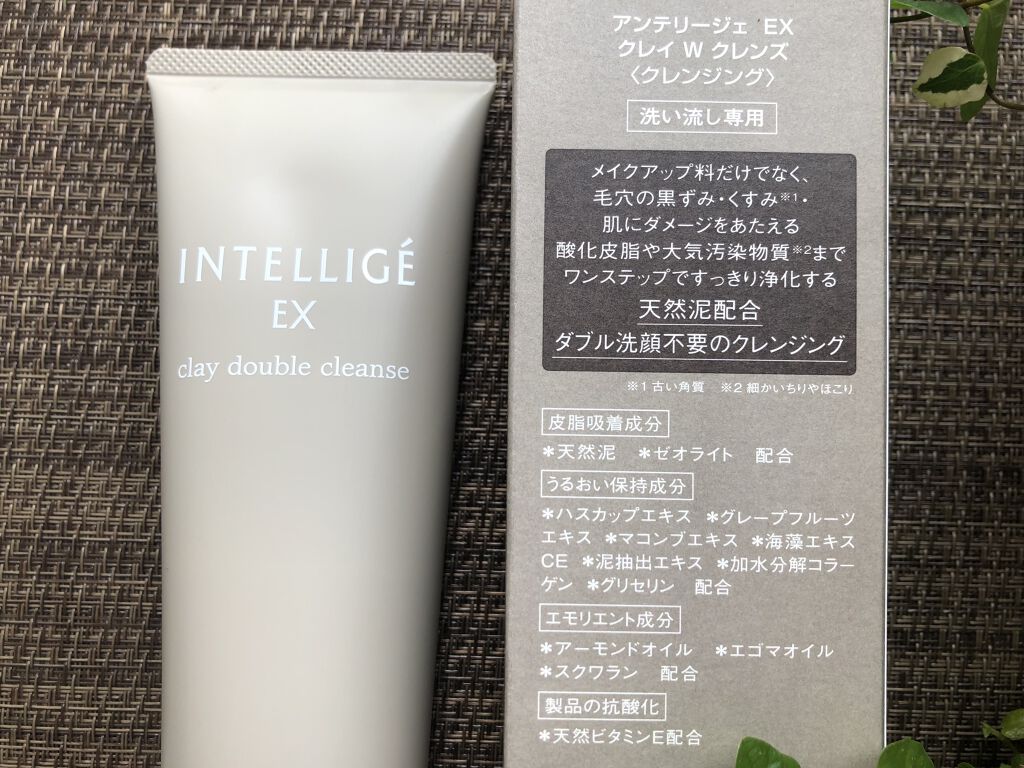 INTELLIGÉ
EX
clay double cleanse
アンテリージェ EX
クレイ W クレンズ
〈クレンジング〉
洗い流し専用
メイクアップ料だけでなく、
毛穴の黒ずみ・くすみ※1・
肌にダメージをあたえる
酸化皮脂や大気汚染物質※2まで
ワンステップですっきり浄化する
天然泥配合
ダブル洗顔不要のクレンジング
※1 古い角質 ※2 細かいちりやほこり
皮脂吸着成分
＊天然泥 ＊ゼオライト 配合
うるおい保持成分
＊ハスカップエキス ＊グレープフルーツ
エキス ＊マコンブエキス ＊海藻エキス
CE ＊泥抽出エキス ＊加水分解コラー
ゲン ＊グリセリン 配合
エモリエント成分
＊アーモンドオイル ＊エゴマオイル
＊スクワラン 配合
製品の抗酸化
＊天然ビタミンE配合